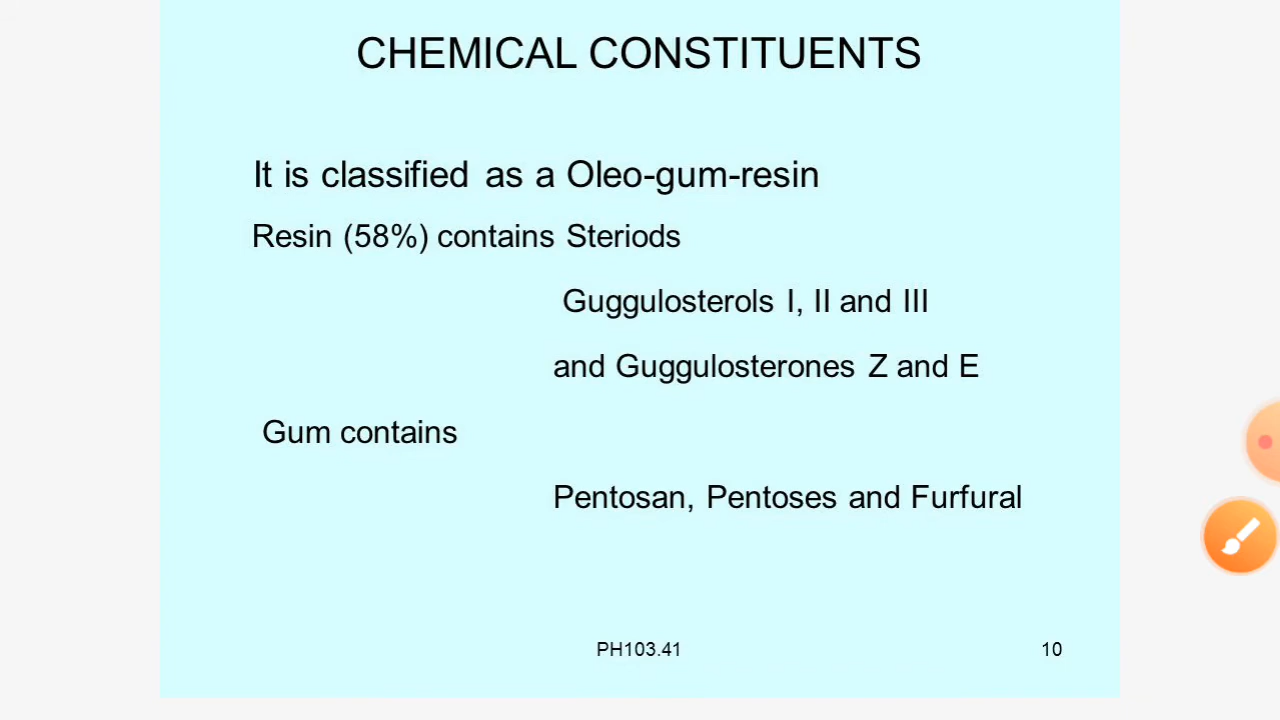 CHEMICAL CONSTITUENTS
It is classified as a Oleo-gum-resin
Resin (58%) contains Steriods
Guggulosterols I, II and III
and Guggulosterones Z and E
Gum contains
Pentosan, Pentoses and Furfural
PH103.41
10